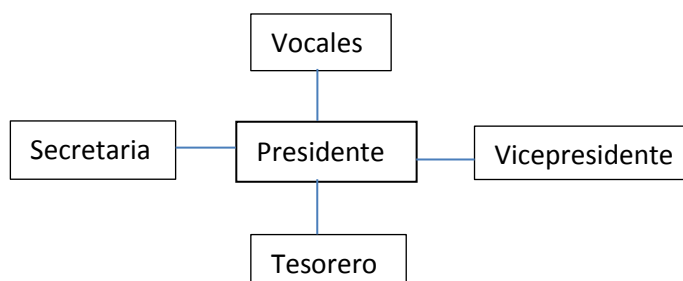 Vocales
Secretaria
Presidente
Vicepresidente
Tesorero